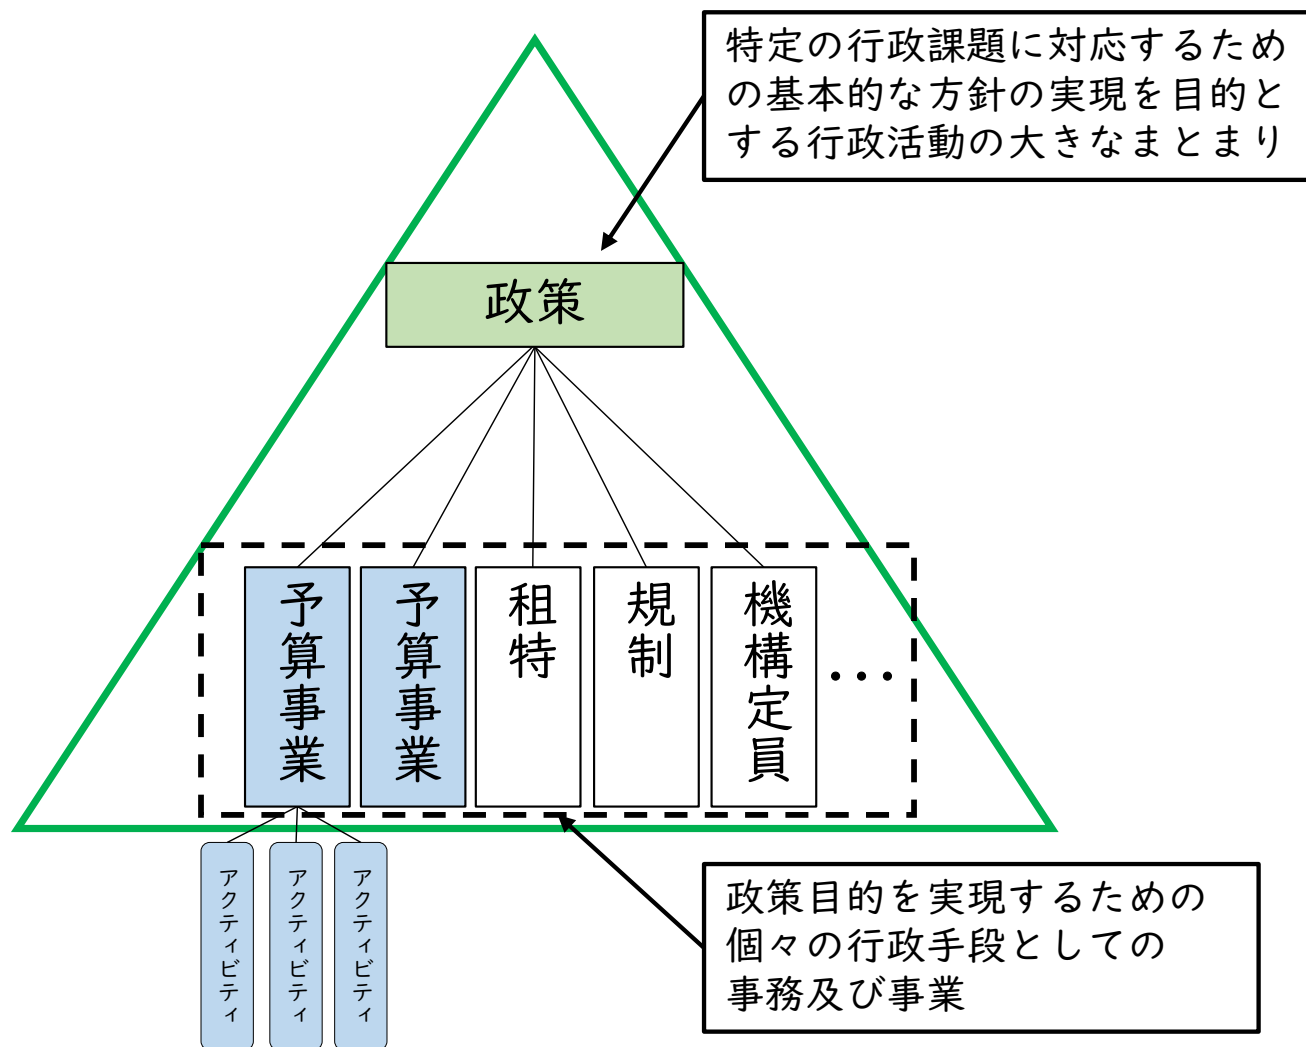 特定の行政課題に対応するため
の基本的な方針の実現を目的と
する行政活動の大きなまとまり
政策
予算事業
予算事業
租特
規制
機構定員
・・・
アクティビティ
アクティビティ
アクティビティ
政策目的を実現するための
個々の行政手段としての
事務及び事業